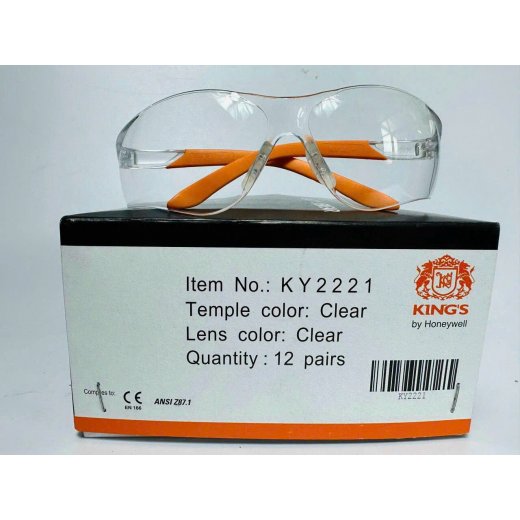 Item No.: KY2221
Temple color: Clear
Lens color: Clear
Quantity : 12 pairs
KING'S
by Honeywell
Complies to:
CE
EN 166
ANSI Z87.1
KY2221